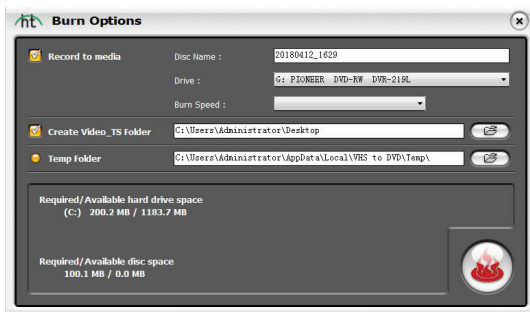 ht Burn Options
Record to media
Disc Name :
20180412_1629
Drive :
G: PIONEER DVD-RW DVR-219L
Burn Speed :
Create Video_TS Folder
C:\Users\Administrator\Desktop
Temp Folder
C:\Users\Administrator\AppData\Local\VHS to DVD\Temp\
Required/Available hard drive space
(C:) 200.2 MB / 1183.7 MB
Required/Available disc space
100.1 MB / 0.0 MB